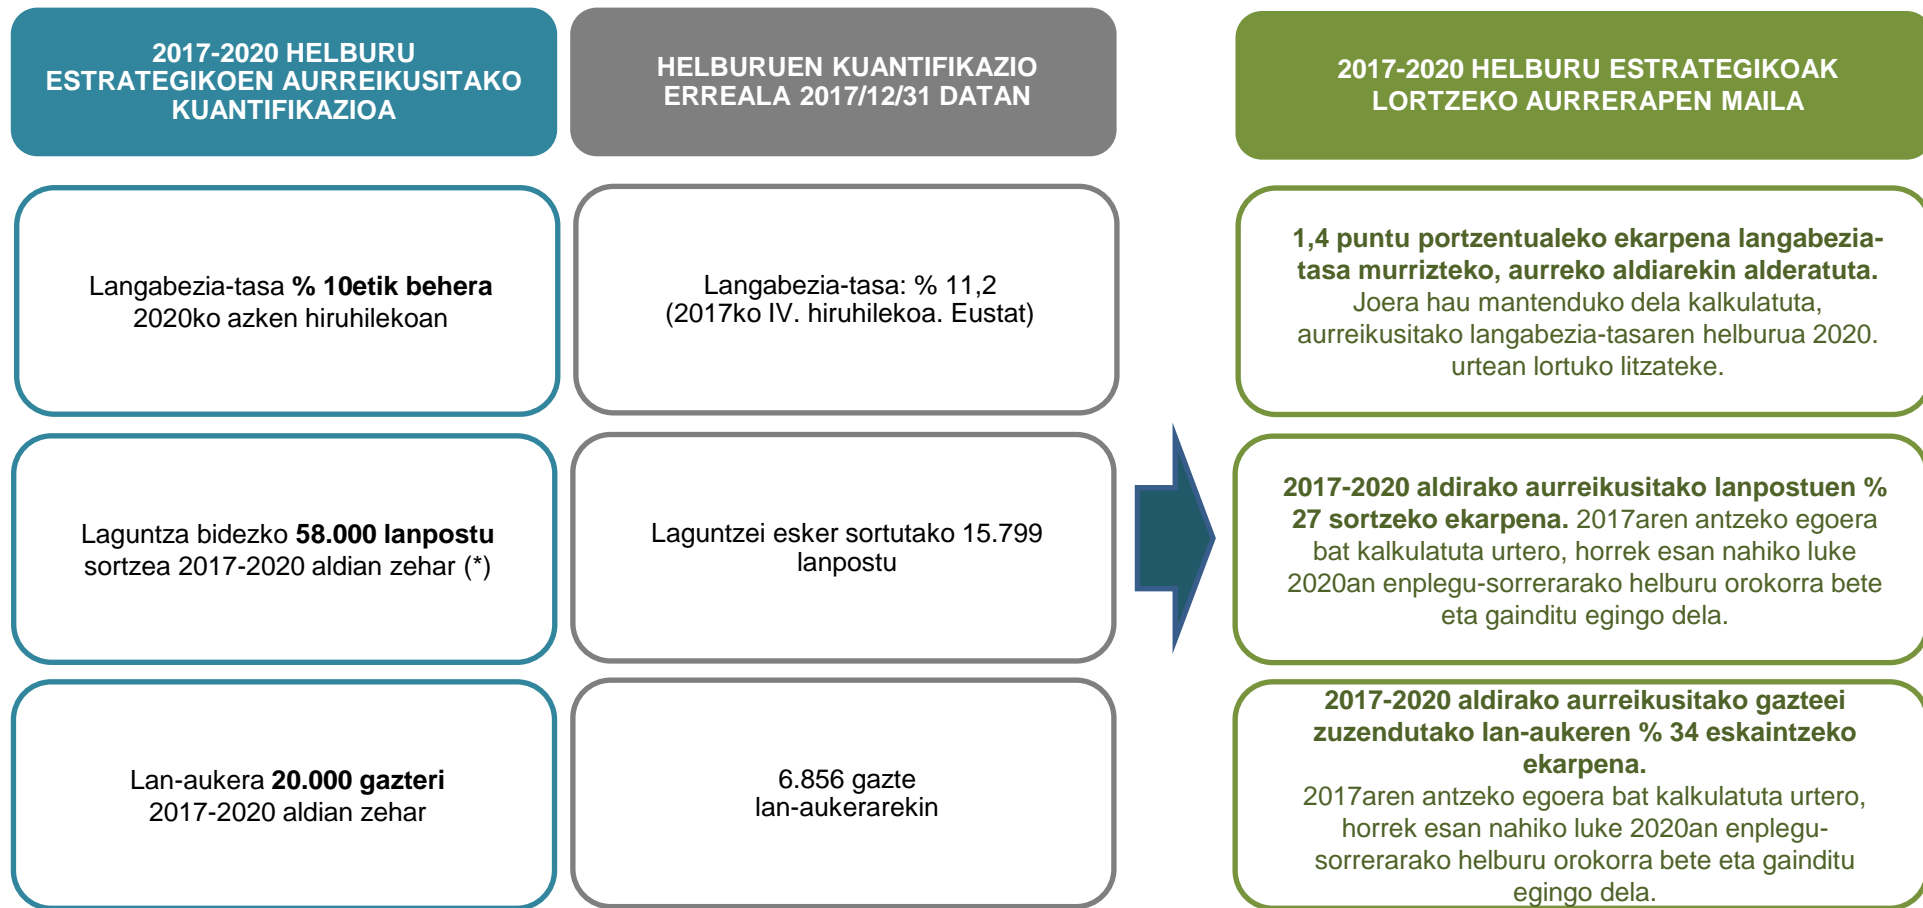 2017-2020 HELBURU
ESTRATEGIKOEN AURREIKUSITAKO
KUANTIFIKAZIOA
HELBURUEN KUANTIFIKAZIO
ERREALA 2017/12/31 DATAN
2017-2020 HELBURU ESTRATEGIKOAK
LORTZEKO AURRERAPEN MAILA
Langabezia-tasa % 10etik behera
2020ko azken hiruhilekoan
Langabezia-tasa: % 11,2
(2017ko IV. hiruhilekoa. Eustat)
1,4 puntu portzentualeko ekarpena langabezia-
tasa murrizteko, aurreko aldiarekin alderatuta.
Joera hau mantenduko dela kalkulatuta,
aurreikusitako langabezia-tasaren helburua 2020.
urtean lortuko litzateke.
Laguntza bidezko 58.000 lanpostu
sortzea 2017-2020 aldian zehar (*)
Laguntzei esker sortutako 15.799
lanpostu
2017-2020 aldirako aurreikusitako lanpostuen %
27 sortzeko ekarpena. 2017aren antzeko egoera
bat kalkulatuta urtero, horrek esan nahiko luke
2020an enplegu-sorrerarako helburu orokorra bete
eta gainditu egingo dela.
Lan-aukera 20.000 gazteri
2017-2020 aldian zehar
6.856 gazte
lan-aukerarekin
2017-2020 aldirako aurreikusitako gazteei
zuzendutako lan-aukeren % 34 eskaintzeko
ekarpena.
2017aren antzeko egoera bat kalkulatuta urtero,
horrek esan nahiko luke 2020an enplegu-
sorrerarako helburu orokorra bete eta gainditu
egingo dela.